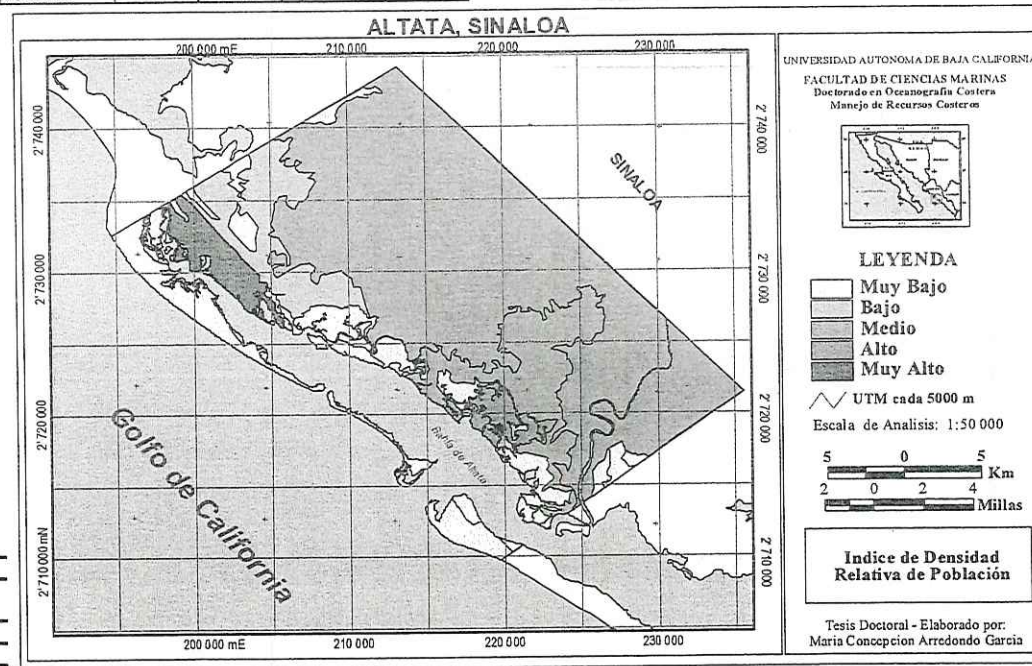 ALTATA, SINALOA
200 000 mE
210 000
220 000
230 000
2'740 000
2'730 000
2'720 000
2'710 000 mN
2'740 000
2'730 000
2'720 000
2'710 000
SINALOA
Golfo de California
Bahía de Altata
200 000 mE
210 000
220 000
230 000
UNIVERSIDAD AUTONOMA DE BAJA CALIFORNIA
FACULTAD DE CIENCIAS MARINAS
Doctorado en Oceanografia Costera
Manejo de Recursos Costeros
LEYENDA
Muy Bajo
Bajo
Medio
Alto
Muy Alto
UTM cada 5000 m
Escala de Analisis: 1:50 000
5 0 5
Km
2 0 2 4
Millas
Indice de Densidad
Relativa de Población
Tesis Doctoral - Elaborado por:
Maria Concepcion Arredondo Garcia